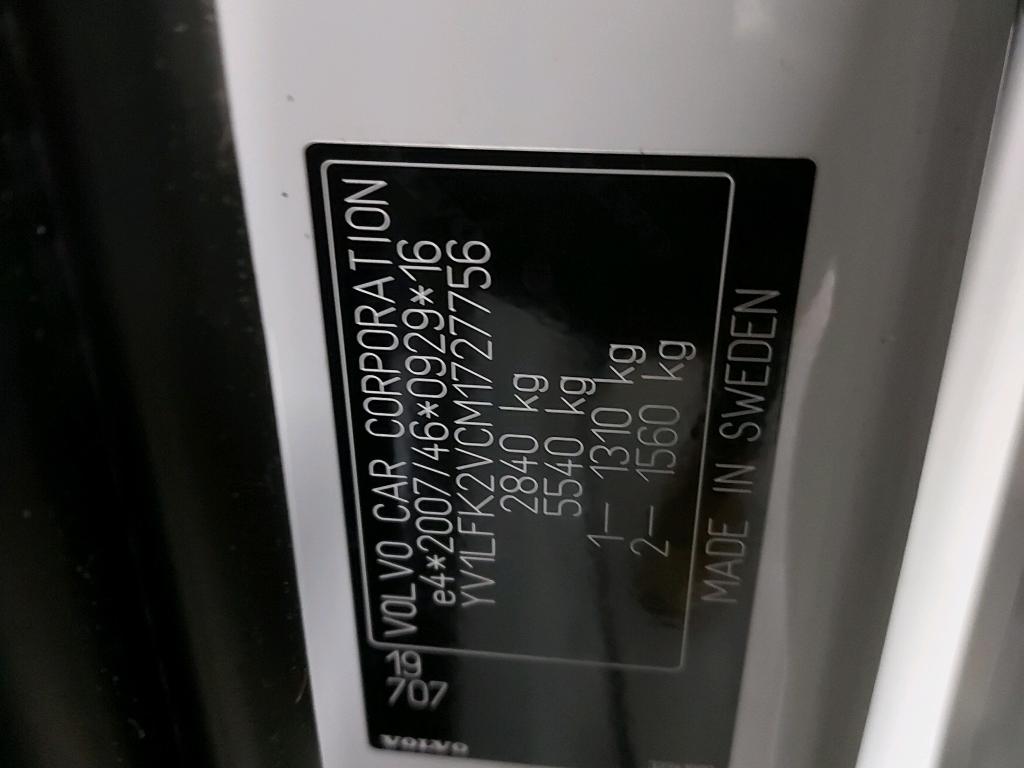 VOLVO CAR CORPORATION
e4*2007/46*0929*16
YV1LFK2VCM1727756
2840 kg
5540 kg
1– 1310 kg
2– 1560 kg
MADE IN SWEDEN
19
707
VOLVO